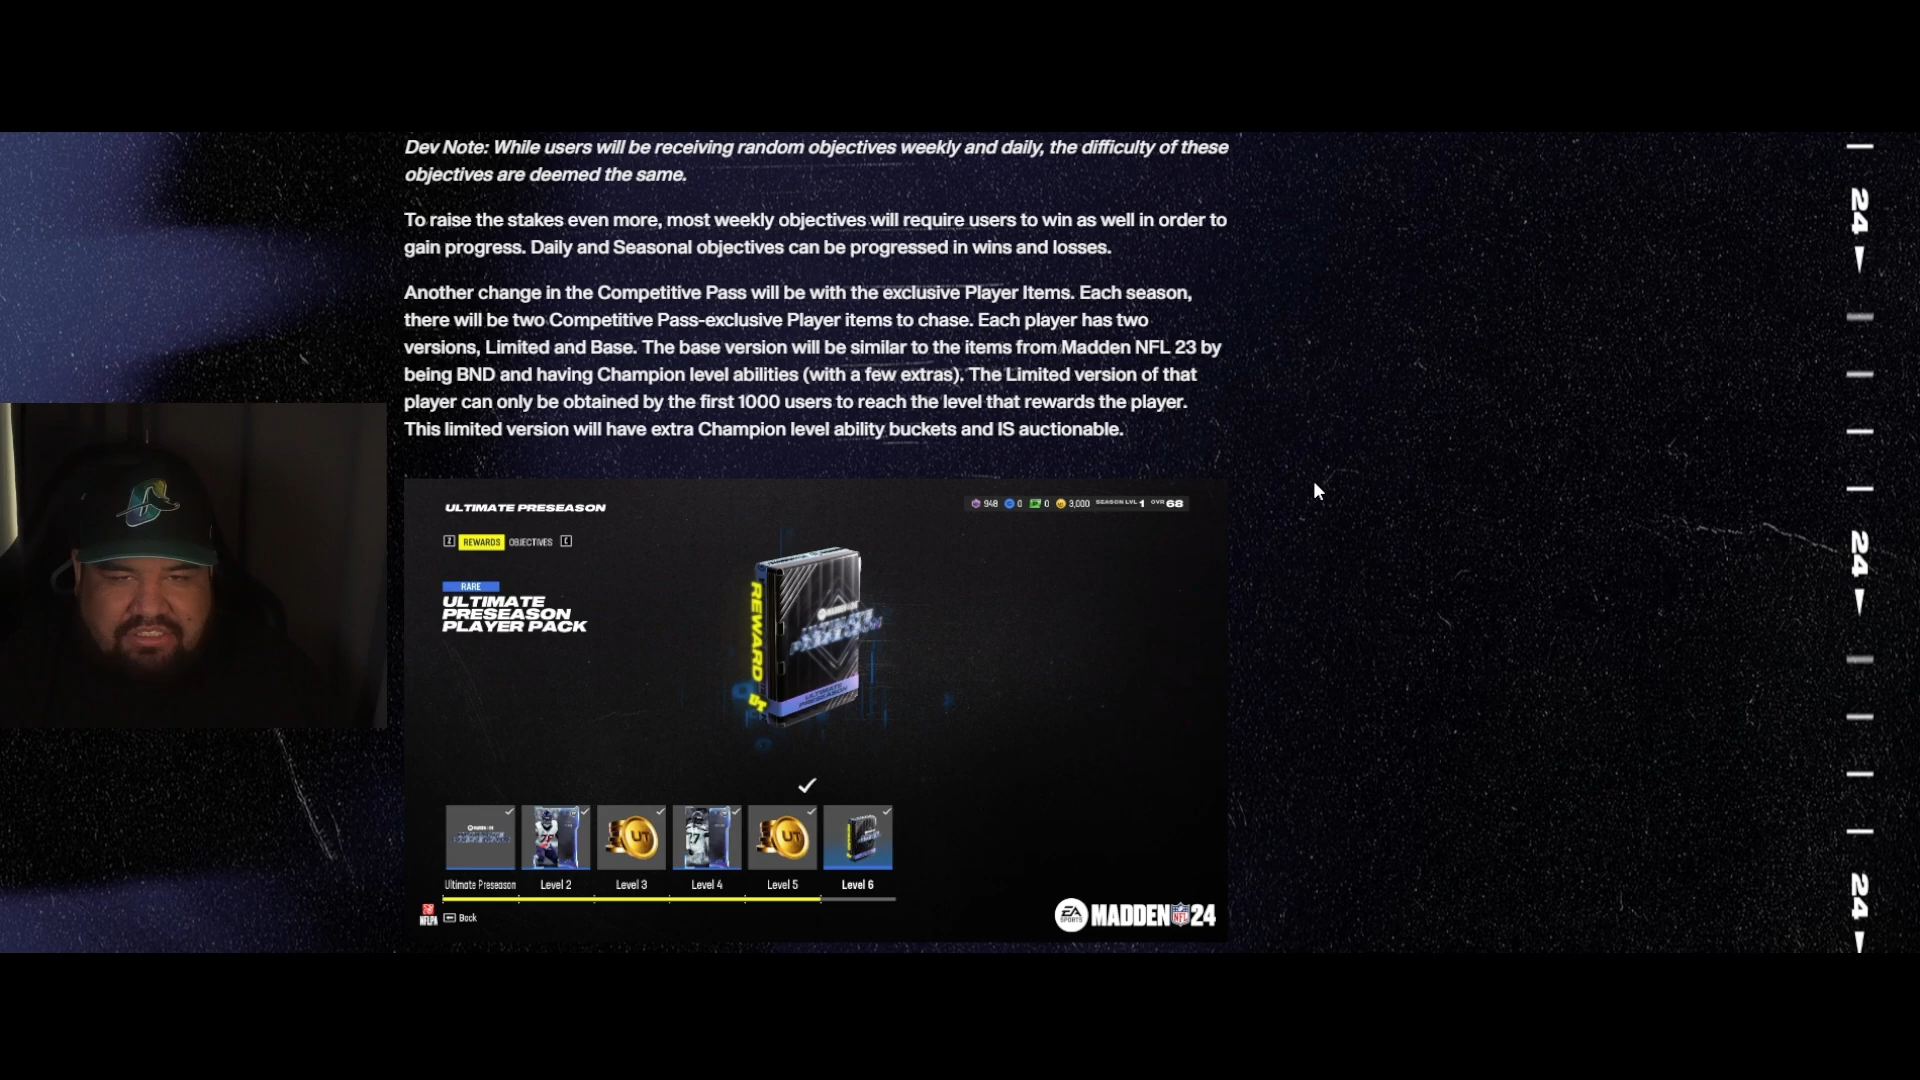 Dev Note: While users will be receiving random objectives weekly and daily, the difficulty of these
objectives are deemed the same.
To raise the stakes even more, most weekly objectives will require users to win as well in order to
gain progress. Daily and Seasonal objectives can be progressed in wins and losses.
Another change in the Competitive Pass will be with the exclusive Player Items. Each season,
there will be two Competitive Pass-exclusive Player items to chase. Each player has two
versions, Limited and Base. The base version will be similar to the items from Madden NFL 23 by
being BND and having Champion level abilities (with a few extras). The Limited version of that
player can only be obtained by the first 1000 users to reach the level that rewards the player.
This limited version will have extra Champion level ability buckets and IS auctionable.
ULTIMATE PRESEASON
948 0 0 3,000 SEASON LVL 1 OVR 68
Z REWARDS OBJECTIVES C
RARE
ULTIMATE
PRESEASON
PLAYER PACK
REWARD
UT
ULTIMATE
PRESEASON
UT
UT
Ultimate Preseason Level 2 Level 3 Level 4 Level 5 Level 6
NFLPA
Back
EA SPORTS MADDEN NFL 24
24
24
24